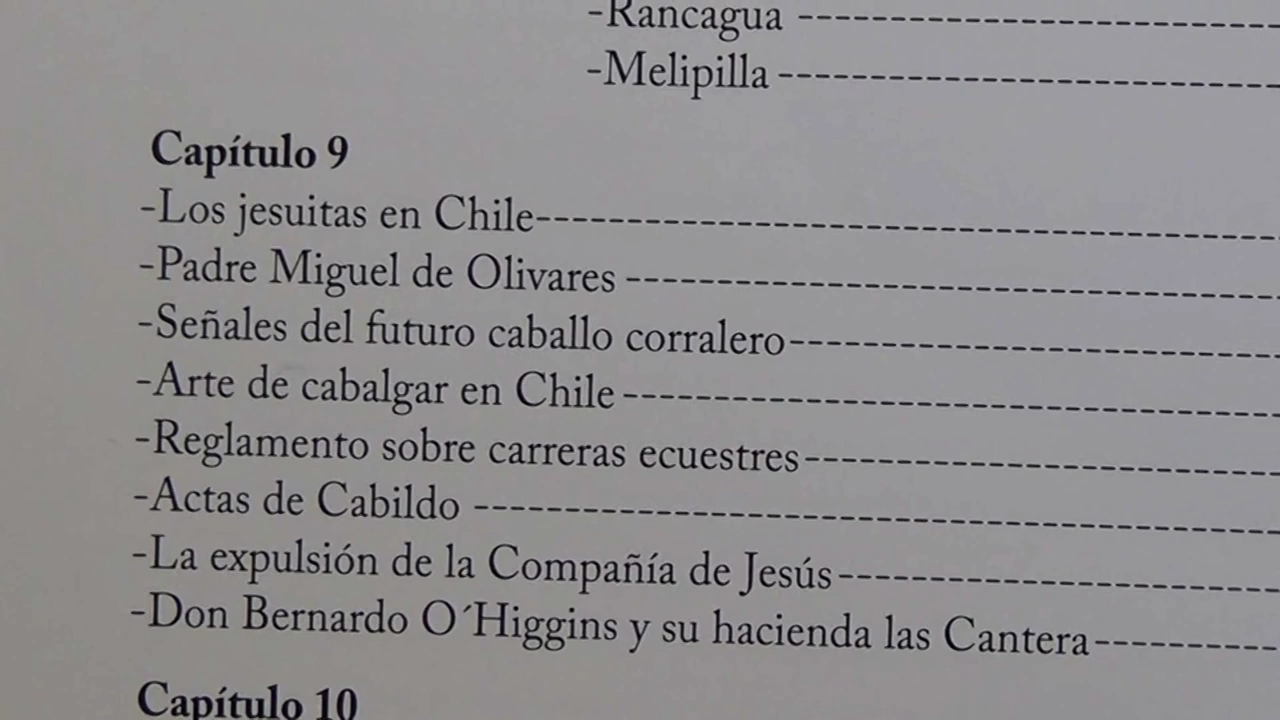 -Rancagua --------------------------------
-Melipilla ---------------------------------
Capítulo 9
-Los jesuitas en Chile-------------------------------------------------
-Padre Miguel de Olivares -------------------------------------------
-Señales del futuro caballo corralero--------------------------------
-Arte de cabalgar en Chile -------------------------------------------
-Reglamento sobre carreras ecuestres-------------------------------
-Actas de Cabildo -----------------------------------------------------
-La expulsión de la Compañía de Jesús-----------------------------
-Don Bernardo O´Higgins y su hacienda las Cantera------------
Capítulo 10